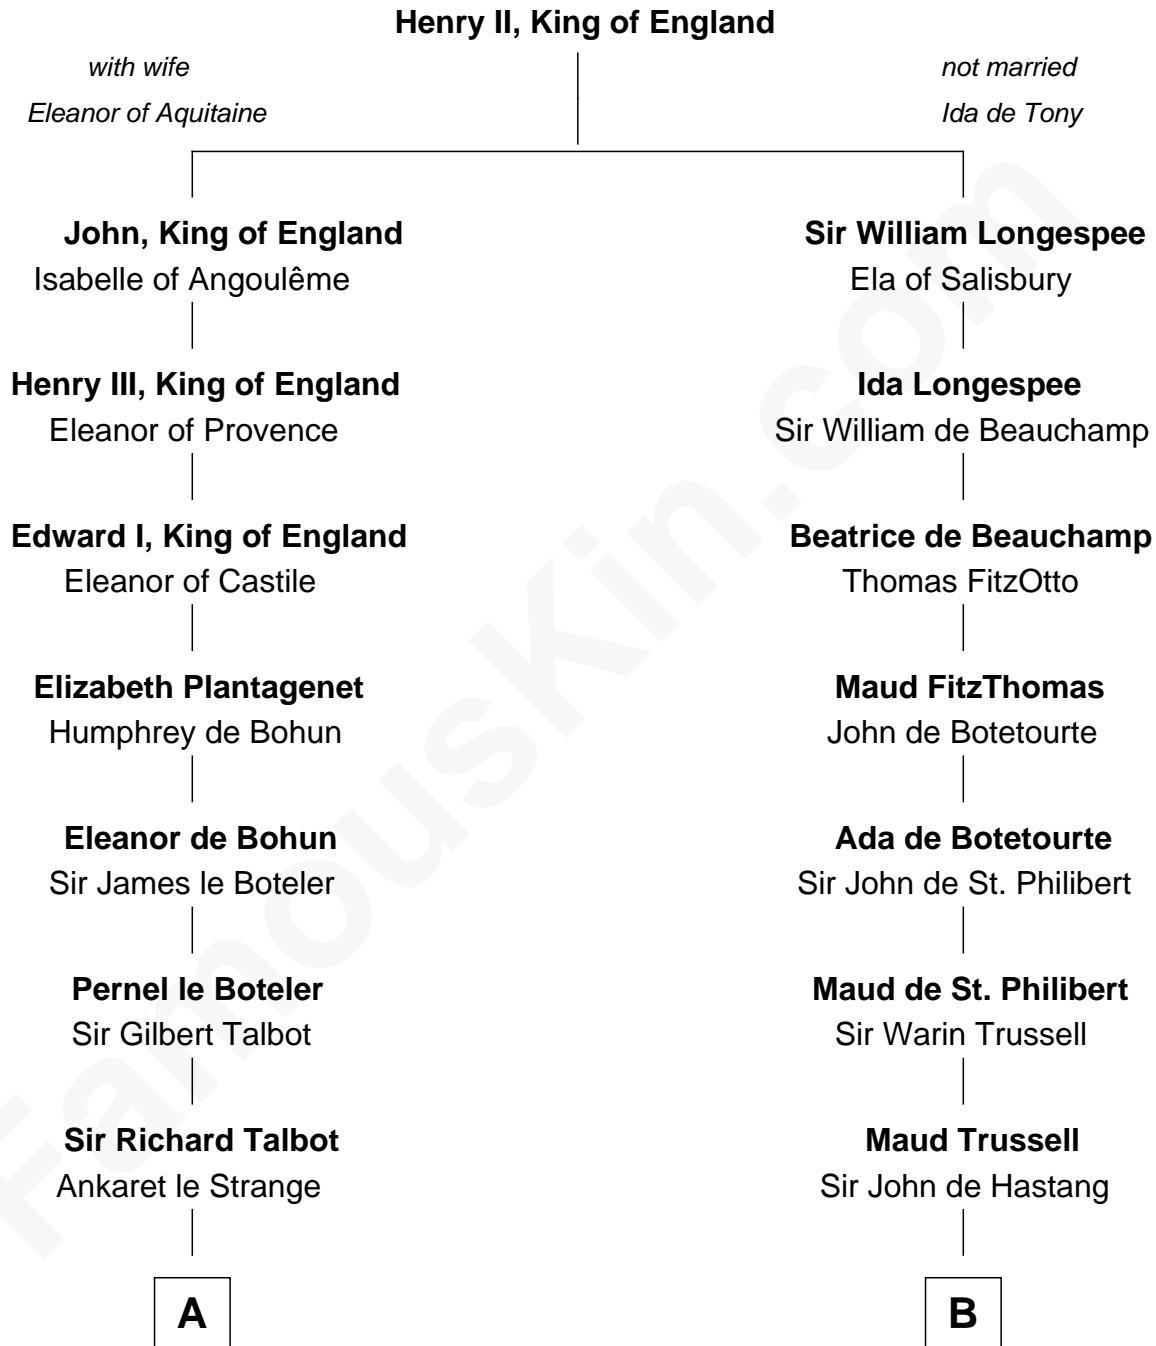 Henry II, King of England
with wife
Eleanor of Aquitaine
not married
Ida de Tony
John, King of England
Isabelle of Angoulême
Sir William Longespee
Ela of Salisbury
Henry III, King of England
Eleanor of Provence
Ida Longespee
Sir William de Beauchamp
Edward I, King of England
Eleanor of Castile
Beatrice de Beauchamp
Thomas FitzOtto
Elizabeth Plantagenet
Humphrey de Bohun
Maud FitzThomas
John de Botetourte
Eleanor de Bohun
Sir James le Boteler
Ada de Botetourte
Sir John de St. Philibert
Pernel le Boteler
Sir Gilbert Talbot
Maud de St. Philibert
Sir Warin Trussell
Sir Richard Talbot
Ankaret le Strange
Maud Trussell
Sir John de Hastang
A
B
FamousKin.com